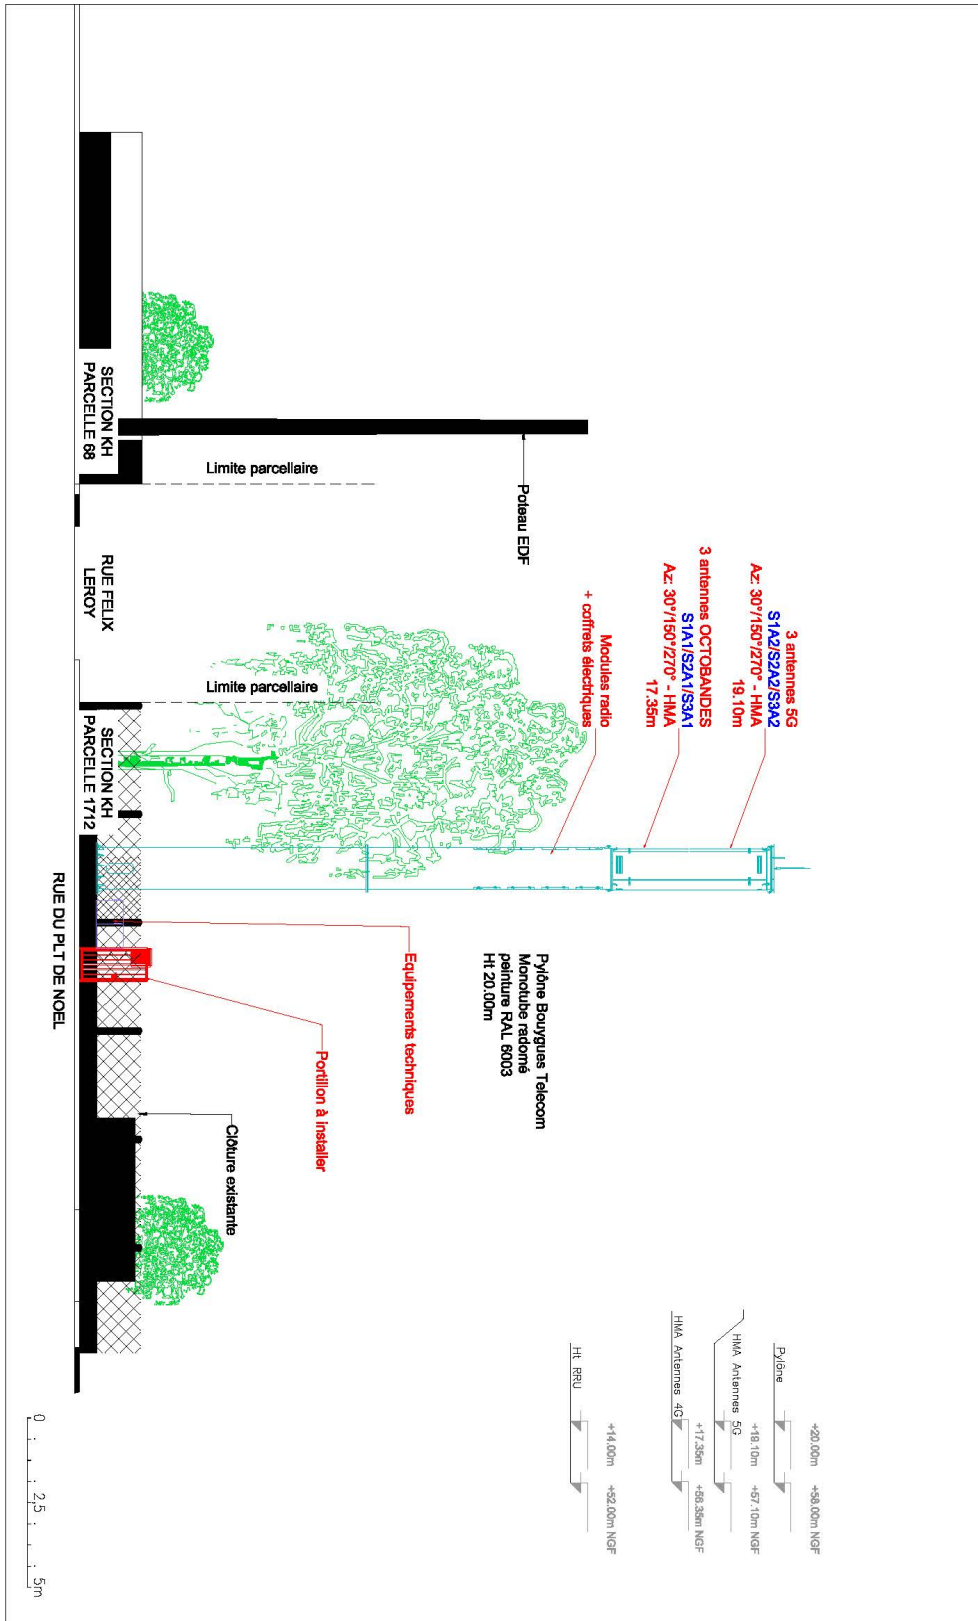 3 antennes 5G
S1A2/S2A2/S3A2
Az: 30°/150°/270° - HMA
19.10m
3 antennes OCTOBANDES
S1A1/S2A1/S3A1
Az: 30°/150°/270° - HMA
17.35m
Modules radio
+ coffrets électriques
Pylône
+20.00m
+58.00m NGF
HMA Antennes 5G
+19.10m
+57.10m NGF
HMA Antennes 4G
+17.35m
+55.35m NGF
Ht RRU
+14.00m
+52.00m NGF
Poteau EDF
Pylône Bouygues Telecom
Monotube radomé
peinture RAL 6003
Ht 20.00m
Equipements techniques
Portillon à installer
Clôture existante
Limite parcellaire
Limite parcellaire
SECTION KH
PARCELLE 68
RUE FELIX
LEROY
SECTION KH
PARCELLE 1712
RUE DU PLT DE NOEL
0
2,5
5m